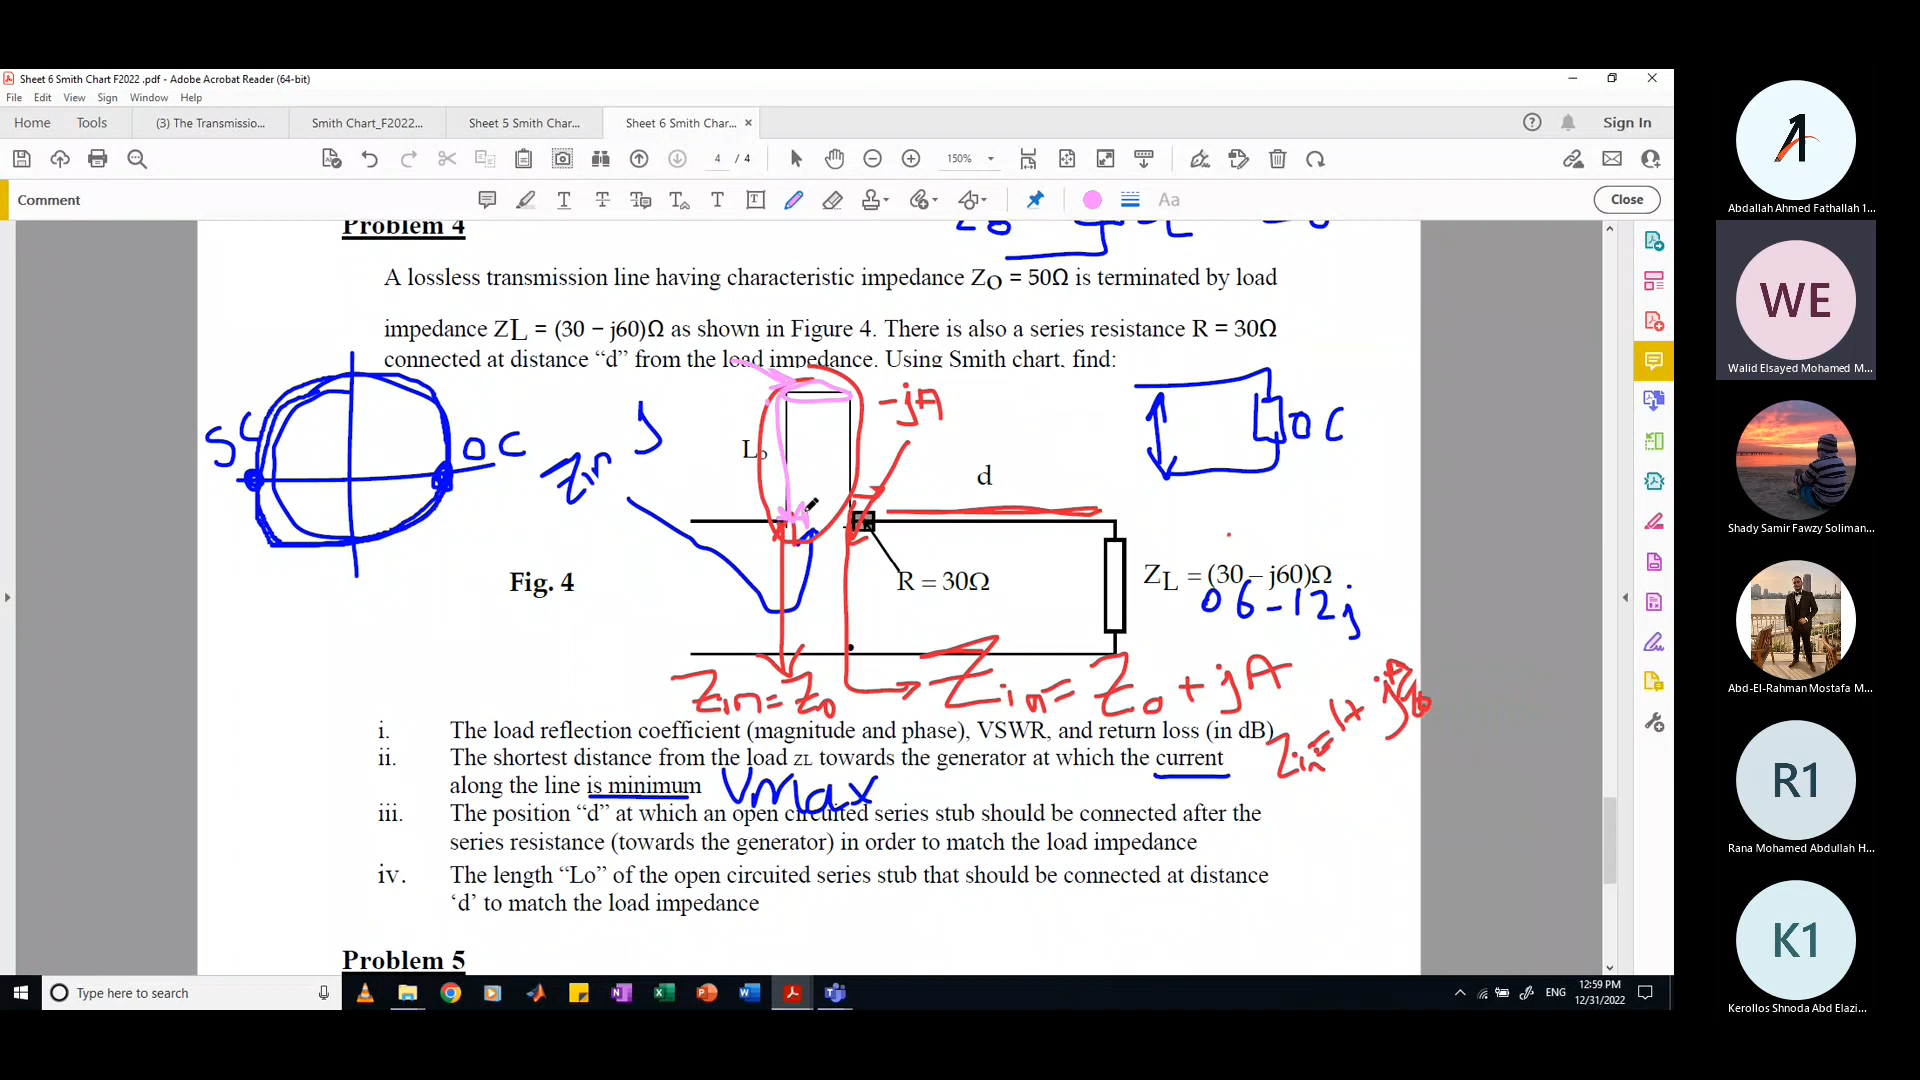 Sheet 6 Smith Chart F2022 .pdf - Adobe Acrobat Reader (64-bit)
File Edit View Sign Window Help
Home Tools (3) The Transmissio... Smith Chart_F2022... Sheet 5 Smith Char... Sheet 6 Smith Char... × Sign In
4 / 4 150%
Comment Aa Close
Problem 4
A lossless transmission line having characteristic impedance ZO = 50Ω is terminated by load
impedance ZL = (30 − j60)Ω as shown in Figure 4. There is also a series resistance R = 30Ω
connected at distance “d” from the load impedance. Using Smith chart, find:
-jA
SC
OC
Zin
Lo
d
OC
Fig. 4
R = 30Ω
ZL = (30 – j60)Ω
06-12j
Zin=Zo
Zin=Zo+jA
i. The load reflection coefficient (magnitude and phase), VSWR, and return loss (in dB)
ii. The shortest distance from the load ZL towards the generator at which the current
along the line is minimum
Vmax
iii. The position “d” at which an open circuited series stub should be connected after the
series resistance (towards the generator) in order to match the load impedance
iv. The length “Lo” of the open circuited series stub that should be connected at distance
‘d’ to match the load impedance
Problem 5
Type here to search
ENG
12:59 PM
12/31/2022
Abdallah Ahmed Fathallah 1...
WE
Walid Elsayed Mohamed M...
Shady Samir Fawzy Soliman...
Abd-El-Rahman Mostafa M...
R1
Rana Mohamed Abdullah H...
K1
Kerollos Shnoda Abd Elazi...